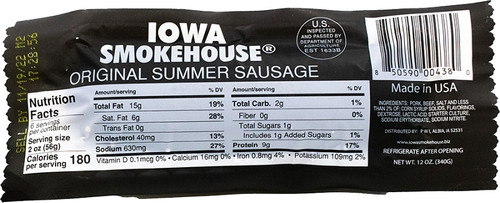 SELL BY 11/19/22 M2
17:28:56
IOWA
SMOKEHOUSE®
ORIGINAL SUMMER SAUSAGE
U.S.
INSPECTED
AND PASSED BY
DEPARTMENT OF
AGRICULTURE
EST 1633B
Nutrition
Facts
6 servings
per container
Serving size
2 oz (56g)
Calories
per serving 180
Amount/serving % DV
Total Fat 15g 19%
Sat. Fat 6g 28%
Trans Fat 0g
Cholesterol 40mg 13%
Sodium 630mg 27%
Amount/serving % DV
Total Carb. 2g 1%
Fiber 0g 0%
Total Sugars 1g
Includes 1g Added Sugars 1%
Protein 9g 17%
Vitamin D 0.1mcg 0% • Calcium 16mg 0% • Iron 0.8mg 4% • Potassium 109mg 2%
8 50590 00438 0
Made in USA
INGREDIENTS: PORK, BEEF, SALT AND LESS
THAN 2% OF: CORN SYRUP SOLIDS, FLAVORINGS,
DEXTROSE, LACTIC ACID STARTER CULTURE,
SODIUM ERYTHORBATE, SODIUM NITRITE.
DISTRIBUTED BY: PWI, ALBIA, IA 52531
www.iowasmokehouse.biz
REFRIGERATE AFTER OPENING
NET WT. 12 OZ. (340G)